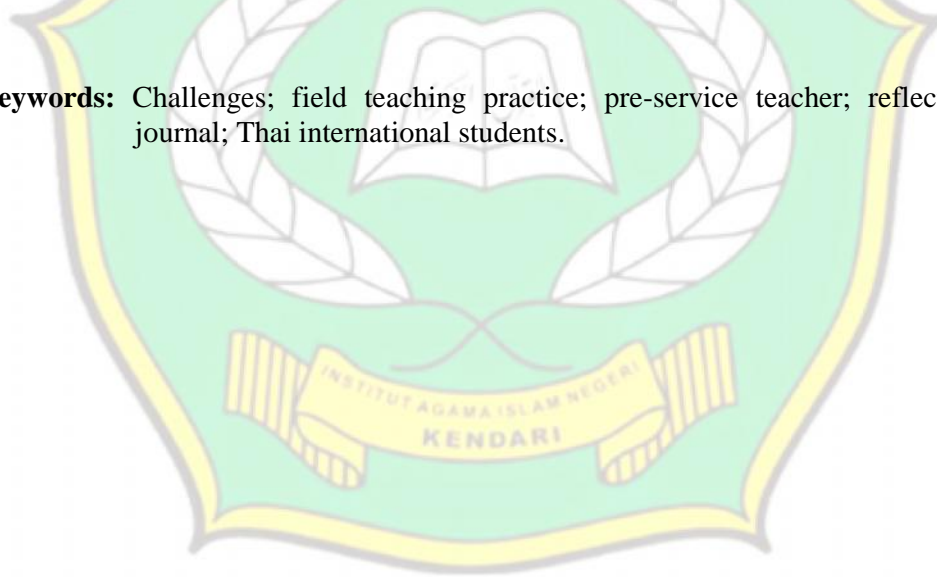 eywords: Challenges; field teaching practice; pre-service teacher; reflec
journal; Thai international students.
INSTITUT AGAMA ISLAM NEGERI
KENDARI